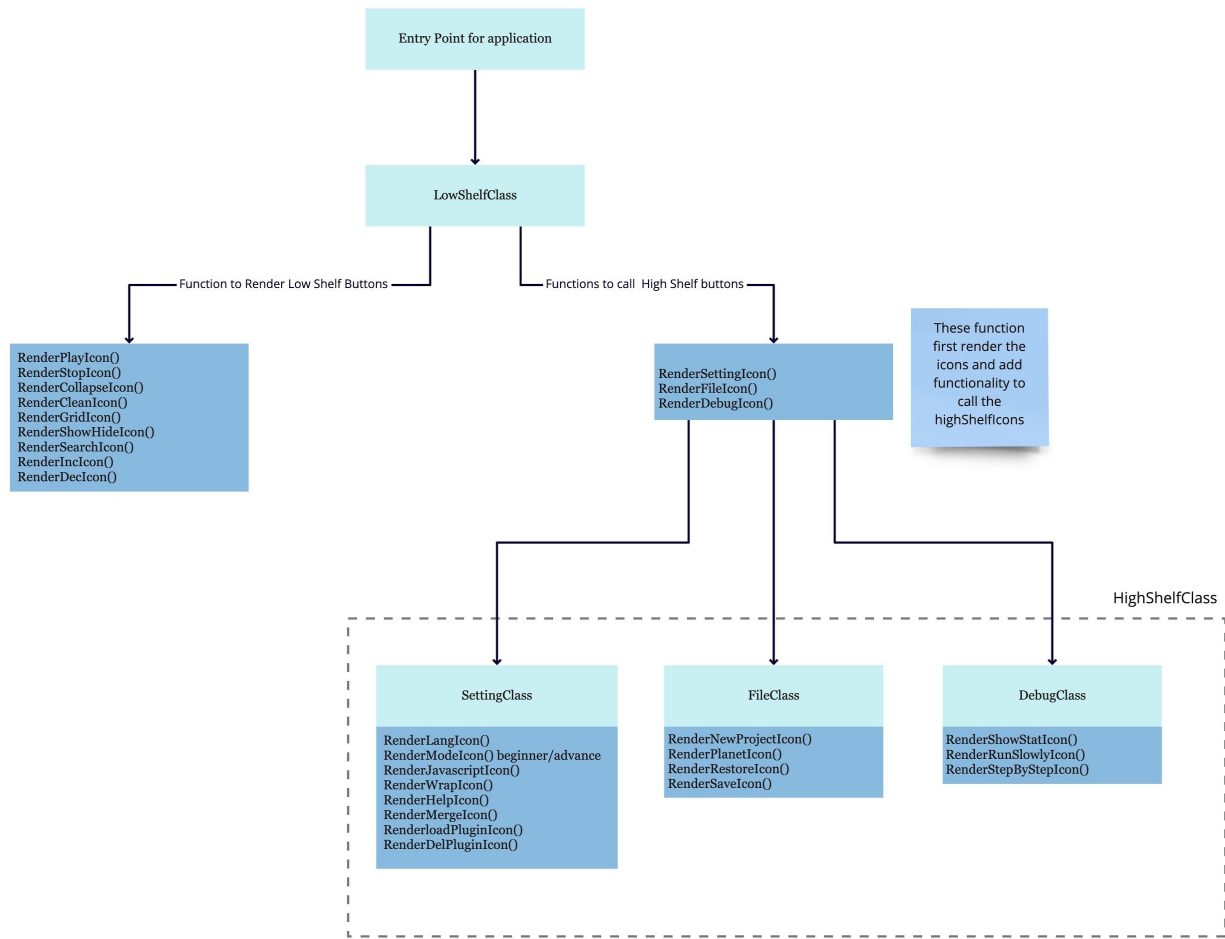 Entry Point for application
LowShelfClass
Function to Render Low Shelf Buttons
Functions to call  High Shelf buttons
RenderPlayIcon()
RenderStopIcon()
RenderCollapseIcon()
RenderCleanIcon()
RenderGridIcon()
RenderShowHideIcon()
RenderSearchIcon()
RenderIncIcon()
RenderDecIcon()
RenderSettingIcon()
RenderFileIcon()
RenderDebugIcon()
These function
first render the
icons and add
functionality to
call the
highShelfIcons
HighShelfClass
SettingClass
RenderLangIcon()
RenderModeIcon() beginner/advance
RenderJavascriptIcon()
RenderWrapIcon()
RenderHelpIcon()
RenderMergeIcon()
RenderloadPluginIcon()
RenderDelPluginIcon()
FileClass
RenderNewProjectIcon()
RenderPlanetIcon()
RenderRestoreIcon()
RenderSaveIcon()
DebugClass
RenderShowStatIcon()
RenderRunSlowlyIcon()
RenderStepByStepIcon()